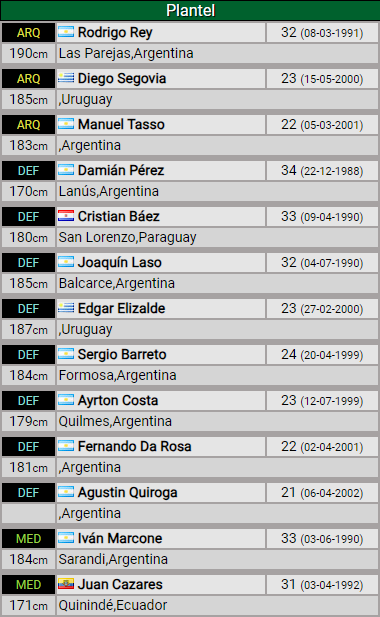 Plantel
ARQ Rodrigo Rey 32 (08-03-1991)
190cm Las Parejas,Argentina
ARQ Diego Segovia 23 (15-05-2000)
185cm ,Uruguay
ARQ Manuel Tasso 22 (05-03-2001)
183cm ,Argentina
DEF Damián Pérez 34 (22-12-1988)
170cm Lanús,Argentina
DEF Cristian Báez 33 (09-04-1990)
180cm San Lorenzo,Paraguay
DEF Joaquín Laso 32 (04-07-1990)
185cm Balcarce,Argentina
DEF Edgar Elizalde 23 (27-02-2000)
187cm ,Uruguay
DEF Sergio Barreto 24 (20-04-1999)
184cm Formosa,Argentina
DEF Ayrton Costa 23 (12-07-1999)
179cm Quilmes,Argentina
DEF Fernando Da Rosa 22 (02-04-2001)
181cm ,Argentina
DEF Agustin Quiroga 21 (06-04-2002)
,Argentina
MED Iván Marcone 33 (03-06-1990)
184cm Sarandi,Argentina
MED Juan Cazares 31 (03-04-1992)
171cm Quinindé,Ecuador